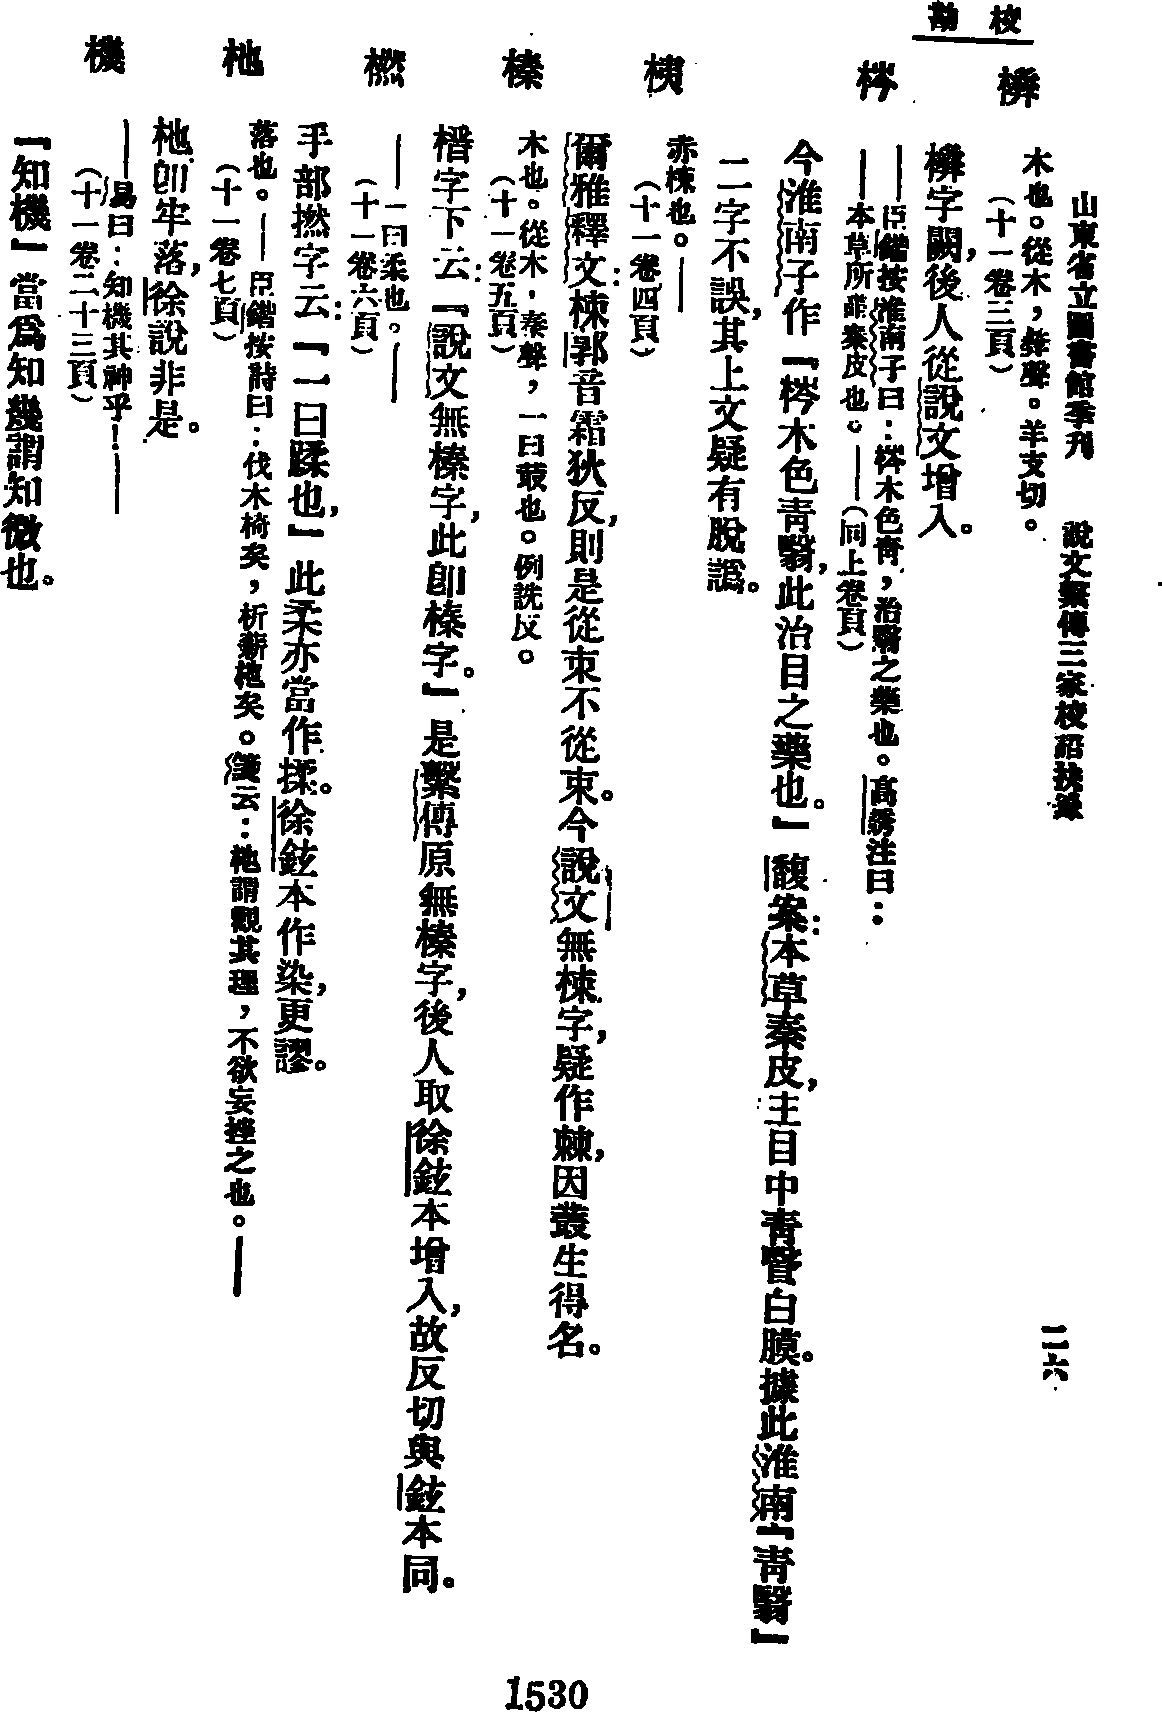 校勘
山東省立圖書館季刊 說文繫傳三家校語抉錄 二六
木也。從木，彝聲。羊支切。
（十一卷三頁）
字闕，後人從說文增入。
梣
——臣鍇按淮南子曰：梣木色青，治翳之藥也。高誘注曰：
——本草所謂秦皮也。——（同上卷頁）
今淮南子作『梣木色青翳，此治目之藥也。』馥案：本草秦皮，主目中青瞖白膜。據此淮南『青翳』
二字不誤，其上文疑有脫譌。
桋
赤棟也。——
（十一卷四頁）
爾雅釋文：棟郭音霜狄反，則是從朿不從束。今說文無棟字，疑作棘，因叢生得名。
榛
木也。從木，秦聲，一曰菆也。例詵反。
（十一卷五頁）
榗字下云：『說文無榛字，此卽榛字。』是繫傳原無榛字，後人取徐鉉本增入，故反切與鉉本同。
橪
——一曰柔也。——
（十一卷六頁）
手部撚字云：『一曰蹂也，』此柔亦當作揉。徐鉉本作染，更謬。
杝
落也。——臣鍇按詩曰：伐木椅矣，析薪杝矣。箋云：杝謂觀其理，不欲妄挫之也。——
（十一卷七頁）
杝卽牢落，徐說非是。
機
——易曰：知機其神乎！——
（十一卷二十三頁）
『知機』當爲知幾，謂知微也。
1530